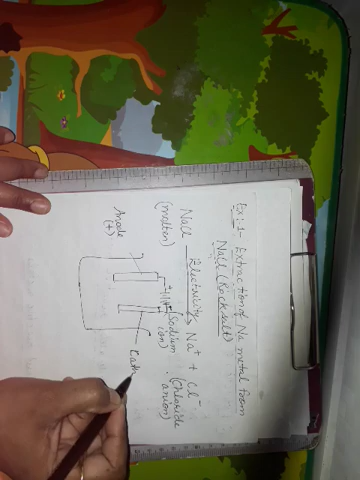 Ex:1- Extraction of Na metal from
NaCl (Rock salt)
NaCl Electricity Na+ + Cl-
(molten) (Sodium ion) (Chloride anion)
Anode (+) Cath